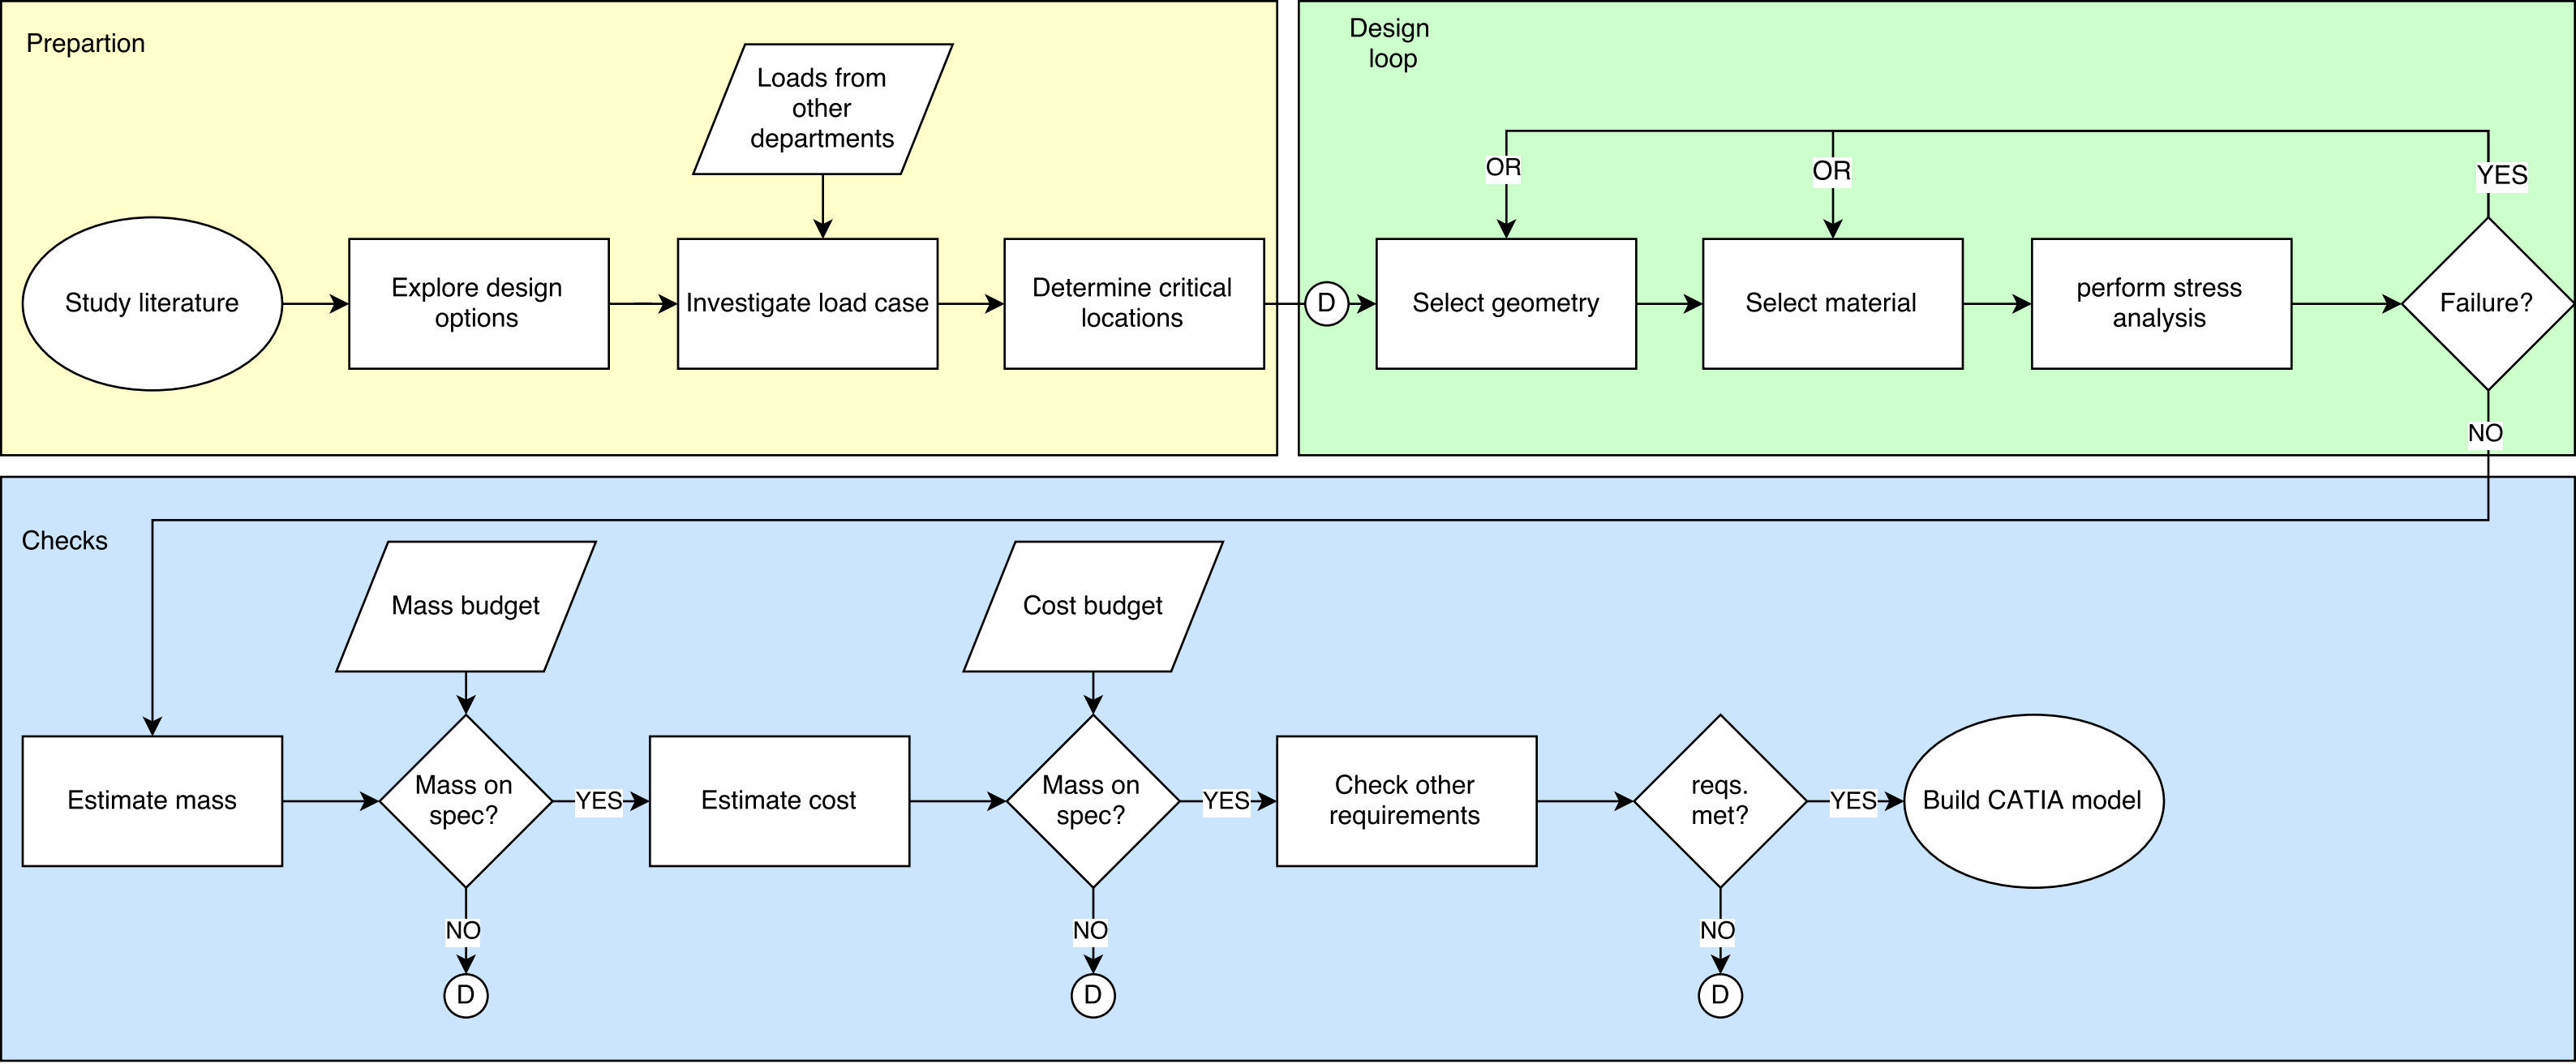 Prepartion
Loads from
other
departments
Study literature
Explore design
options
Investigate load case
Determine critical
locations
Design
loop
OR
OR
YES
D
Select geometry
Select material
perform stress
analysis
Failure?
NO
Checks
Mass budget
Cost budget
Estimate mass
Mass on
spec?
YES
Estimate cost
Mass on
spec?
YES
Check other
requirements
reqs.
met?
YES
Build CATIA model
NO
NO
NO
D
D
D